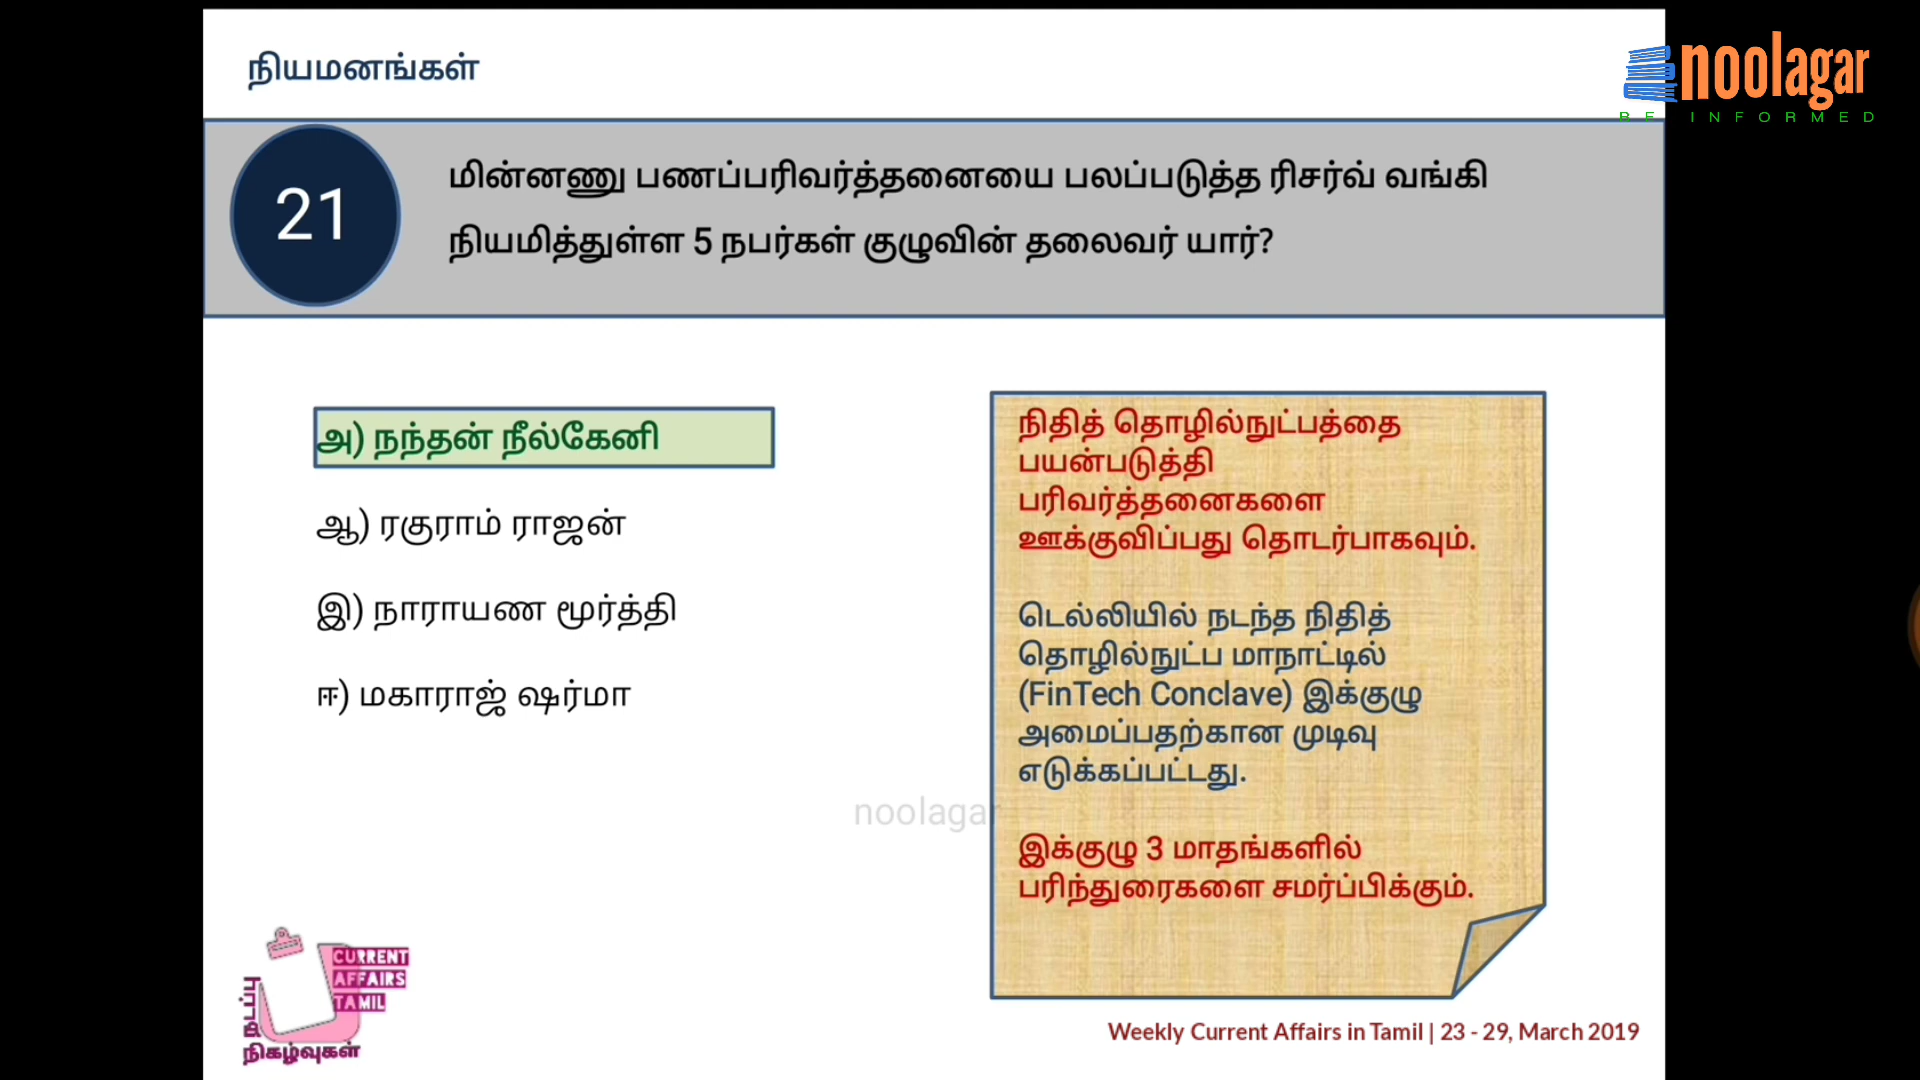 நியமனங்கள்
noolagar
BE INFORMED
21
மின்னணு பணப்பரிவர்த்தனையை பலப்படுத்த ரிசர்வ் வங்கி
நியமித்துள்ள 5 நபர்கள் குழுவின் தலைவர் யார்?
அ) நந்தன் நீல்கேனி
ஆ) ரகுராம் ராஜன்
இ) நாராயண மூர்த்தி
ஈ) மகாராஜ் ஷர்மா
நிதித் தொழில்நுட்பத்தை
பயன்படுத்தி
பரிவர்த்தனைகளை
ஊக்குவிப்பது தொடர்பாகவும்.
டெல்லியில் நடந்த நிதித்
தொழில்நுட்ப மாநாட்டில்
(FinTech Conclave) இக்குழு
அமைப்பதற்கான முடிவு
எடுக்கப்பட்டது.
இக்குழு 3 மாதங்களில்
பரிந்துரைகளை சமர்ப்பிக்கும்.
noolagar
CURRENT
AFFAIRS
TAMIL
நடப்பு
நிகழ்வுகள்
Weekly Current Affairs in Tamil | 23 - 29, March 2019